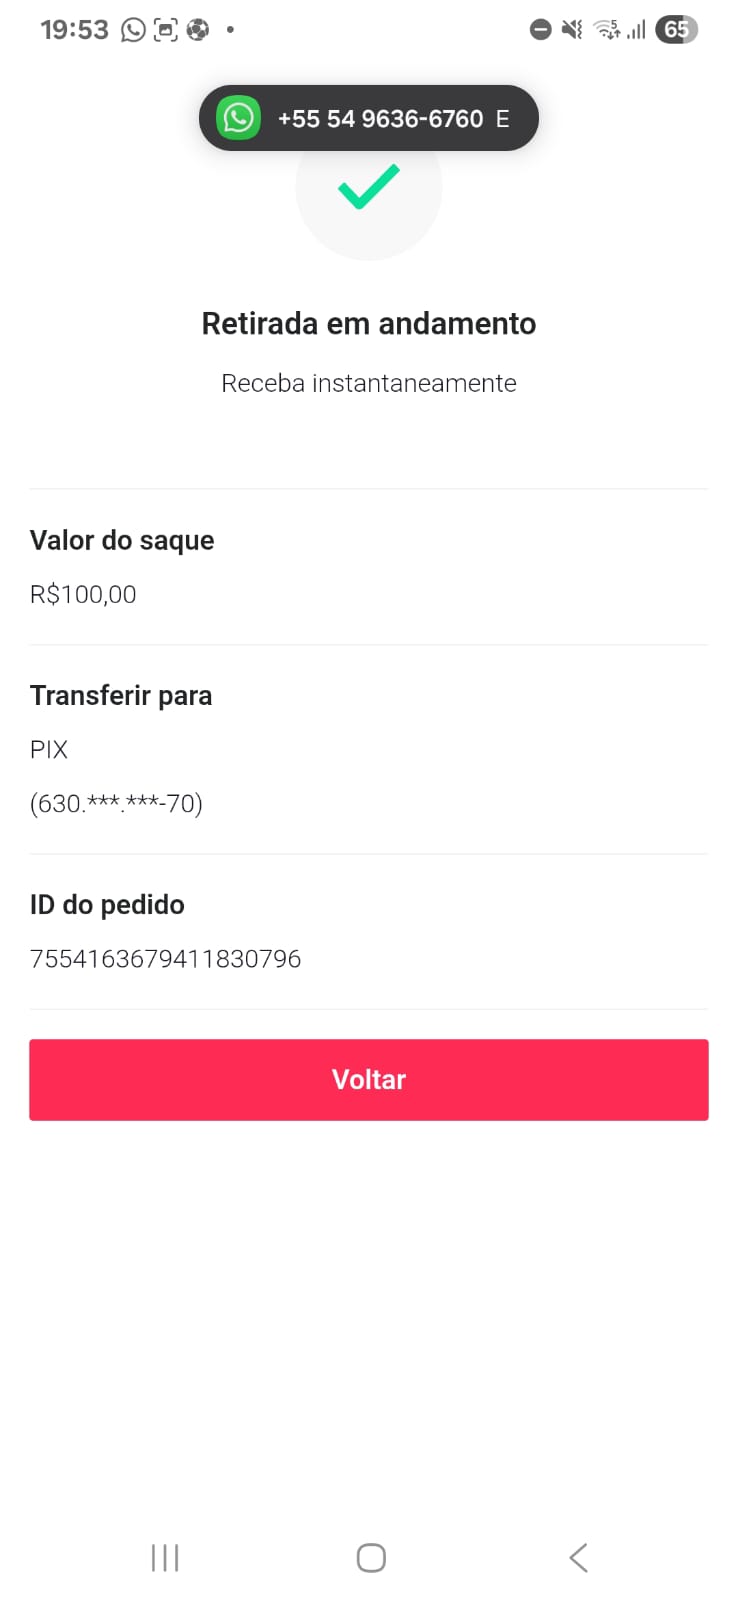 19:53
5
65
+55 54 9636-6760 E
Retirada em andamento
Receba instantaneamente
Valor do saque
R$100,00
Transferir para
PIX
(630.***.***-70)
ID do pedido
7554163679411830796
Voltar